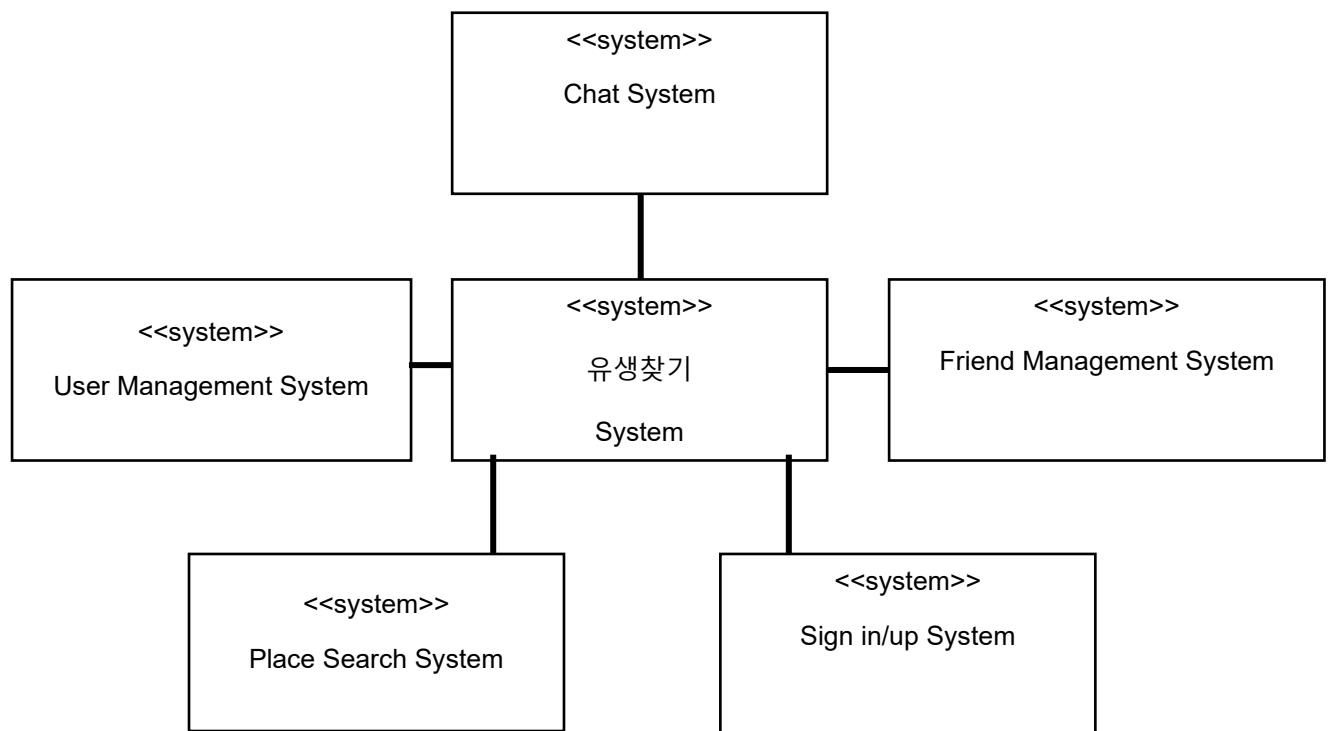 <<system>>
Chat System
<<system>>
User Management System
<<system>>
유생찾기
System
<<system>>
Friend Management System
<<system>>
Place Search System
<<system>>
Sign in/up System